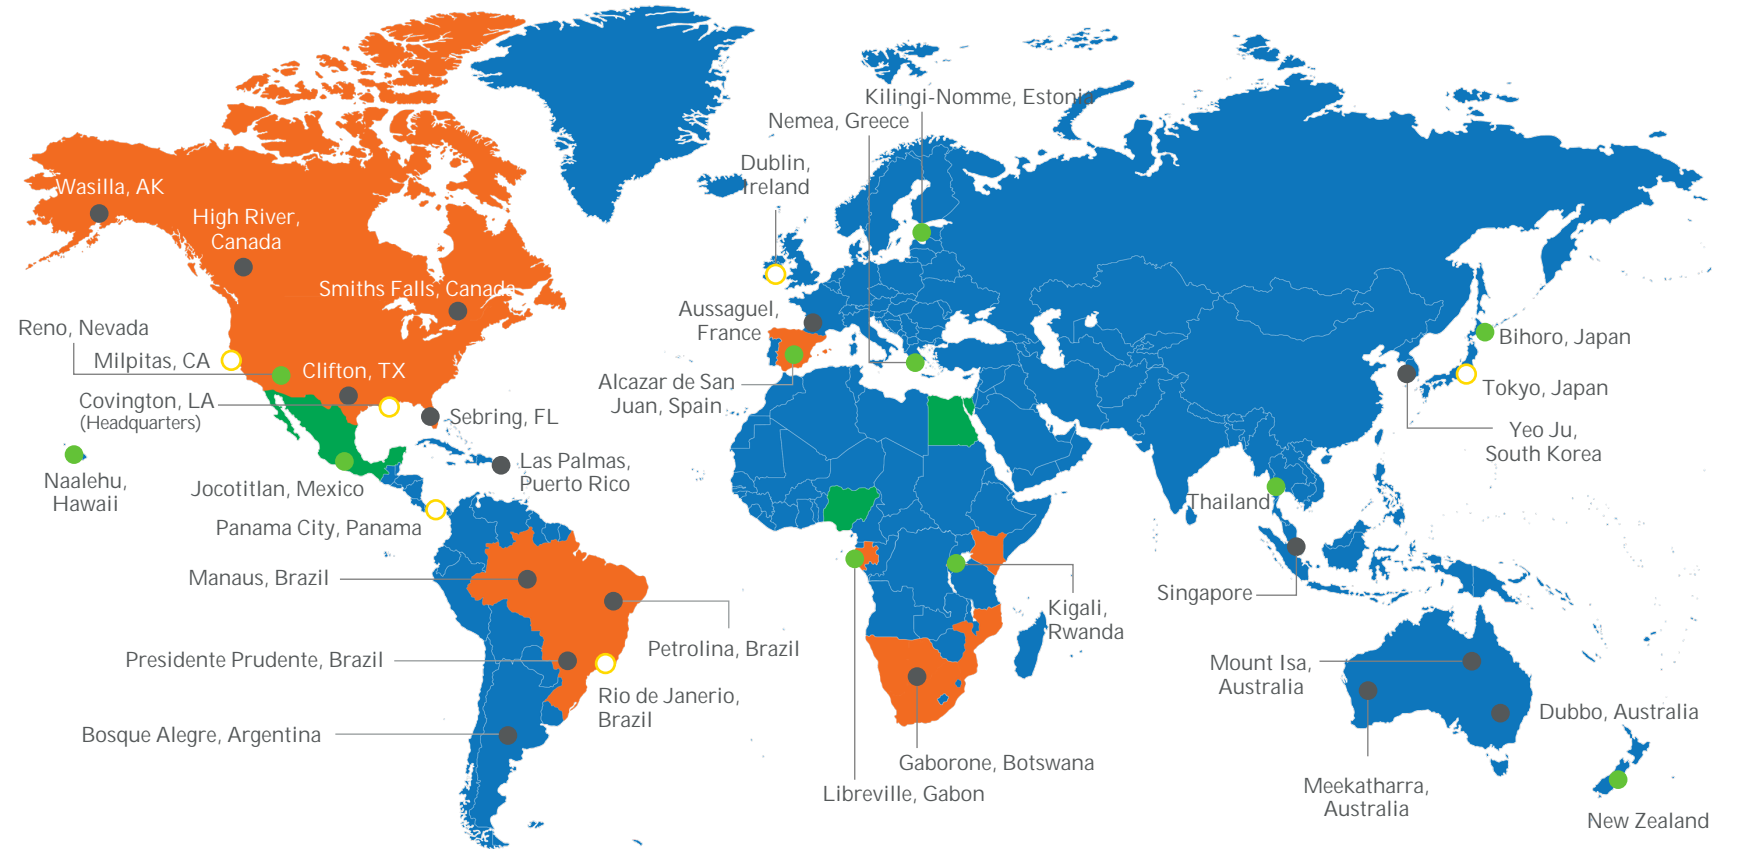 Kilingi-Nomme, Estonia
Nemea, Greece
Dublin,
Ireland
Wasilla, AK
High River,
Canada
Smiths Falls, Canada
Aussaguel,
France
Reno, Nevada
Milpitas, CA
Clifton, TX
Covington, LA
(Headquarters)
Sebring, FL
Alcazar de San
Juan, Spain
Bihoro, Japan
Tokyo, Japan
Yeo Ju,
South Korea
Naalehu,
Hawaii
Las Palmas,
Puerto Rico
Jocotitlan, Mexico
Panama City, Panama
Thailand
Manaus, Brazil
Singapore
Kigali,
Rwanda
Petrolina, Brazil
Presidente Prudente, Brazil
Rio de Janerio,
Brazil
Mount Isa,
Australia
Dubbo, Australia
Bosque Alegre, Argentina
Gaborone, Botswana
Libreville, Gabon
Meekatharra,
Australia
New Zealand